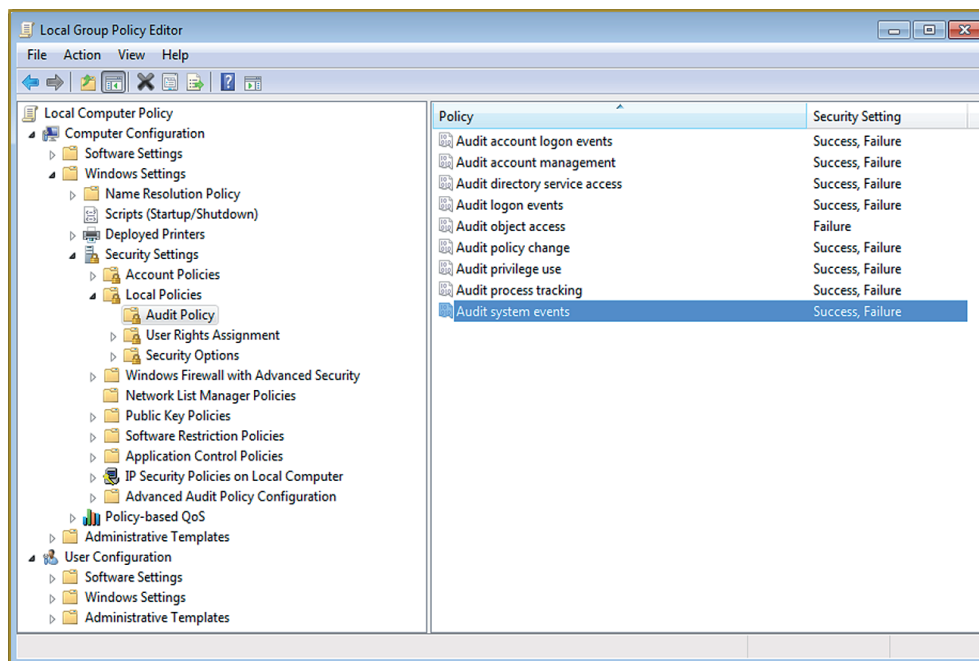 Local Group Policy Editor
File Action View Help
Local Computer Policy
Computer Configuration
Software Settings
Windows Settings
Name Resolution Policy
Scripts (Startup/Shutdown)
Deployed Printers
Security Settings
Account Policies
Local Policies
Audit Policy
User Rights Assignment
Security Options
Windows Firewall with Advanced Security
Network List Manager Policies
Public Key Policies
Software Restriction Policies
Application Control Policies
IP Security Policies on Local Computer
Advanced Audit Policy Configuration
Policy-based QoS
Administrative Templates
User Configuration
Software Settings
Windows Settings
Administrative Templates
Policy Security Setting
Audit account logon events Success, Failure
Audit account management Success, Failure
Audit directory service access Success, Failure
Audit logon events Success, Failure
Audit object access Failure
Audit policy change Success, Failure
Audit privilege use Success, Failure
Audit process tracking Success, Failure
Audit system events Success, Failure